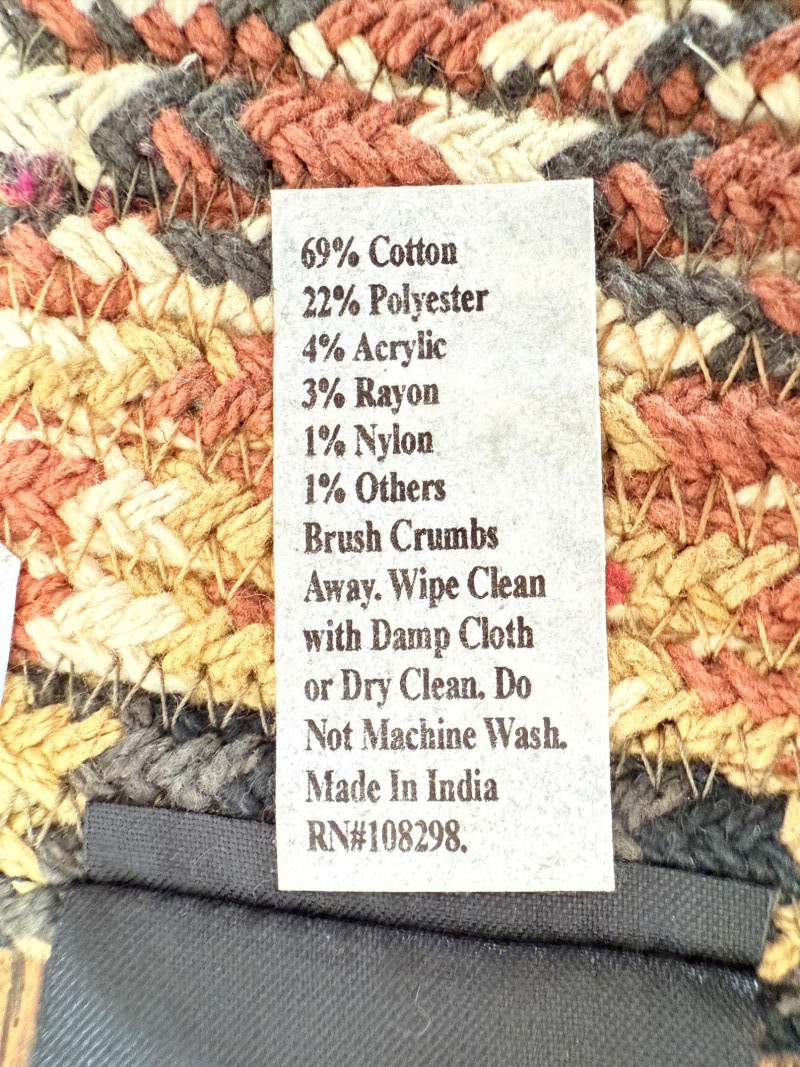 69% Cotton
22% Polyester
4% Acrylic
3% Rayon
1% Nylon
1% Others
Brush Crumbs
Away. Wipe Clean
with Damp Cloth
or Dry Clean. Do
Not Machine Wash.
Made In India
RN#108298.